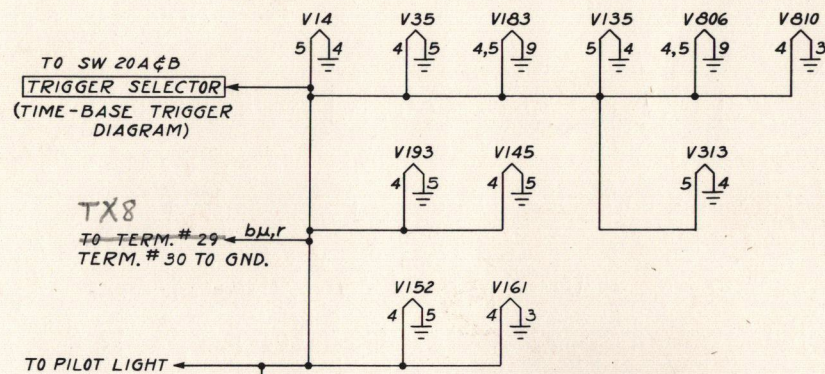 V14 V35 V183 V135 V806 V810
5 4 4 5 4,5 9 5 4 4,5 9 4 3
TO SW 20A&B
TRIGGER SELECTOR
(TIME-BASE TRIGGER
DIAGRAM)
V193 V145 V313
4 5 4 5 5 4
TX8
bµ,r
TO TERM. # 29
TERM. # 30 TO GND.
V152 V161
4 5 4 3
TO PILOT LIGHT